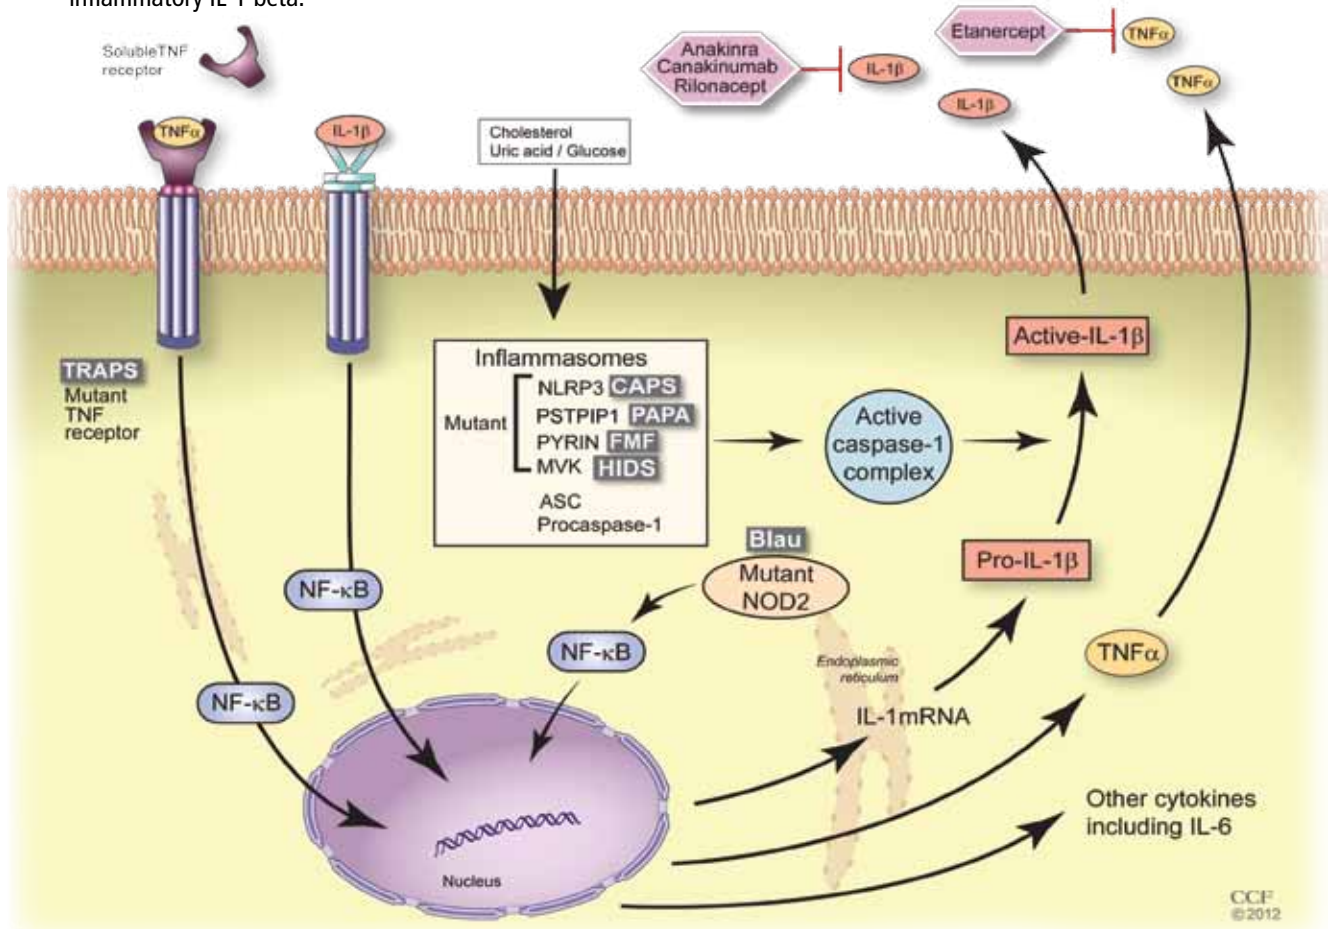 inflammatory IL-1 beta.
SolubleTNF
receptor
TNFα
IL-1β
Cholesterol
Uric acid / Glucose
Anakinra
Canakinumab
Rilonacept
IL-1β
IL-1β
Etanercept
TNFα
TNFα
TRAPS
Mutant
TNF
receptor
Inflammasomes
Mutant
NLRP3 CAPS
PSTPIP1 PAPA
PYRIN FMF
MVK HIDS
ASC
Procaspase-1
Active
caspase-1
complex
Active-IL-1β
Pro-IL-1β
Blau
Mutant
NOD2
NF-κB
NF-κB
NF-κB
Endoplasmic
reticulum
IL-1mRNA
TNFα
Other cytokines
including IL-6
Nucleus
CCF
©2012